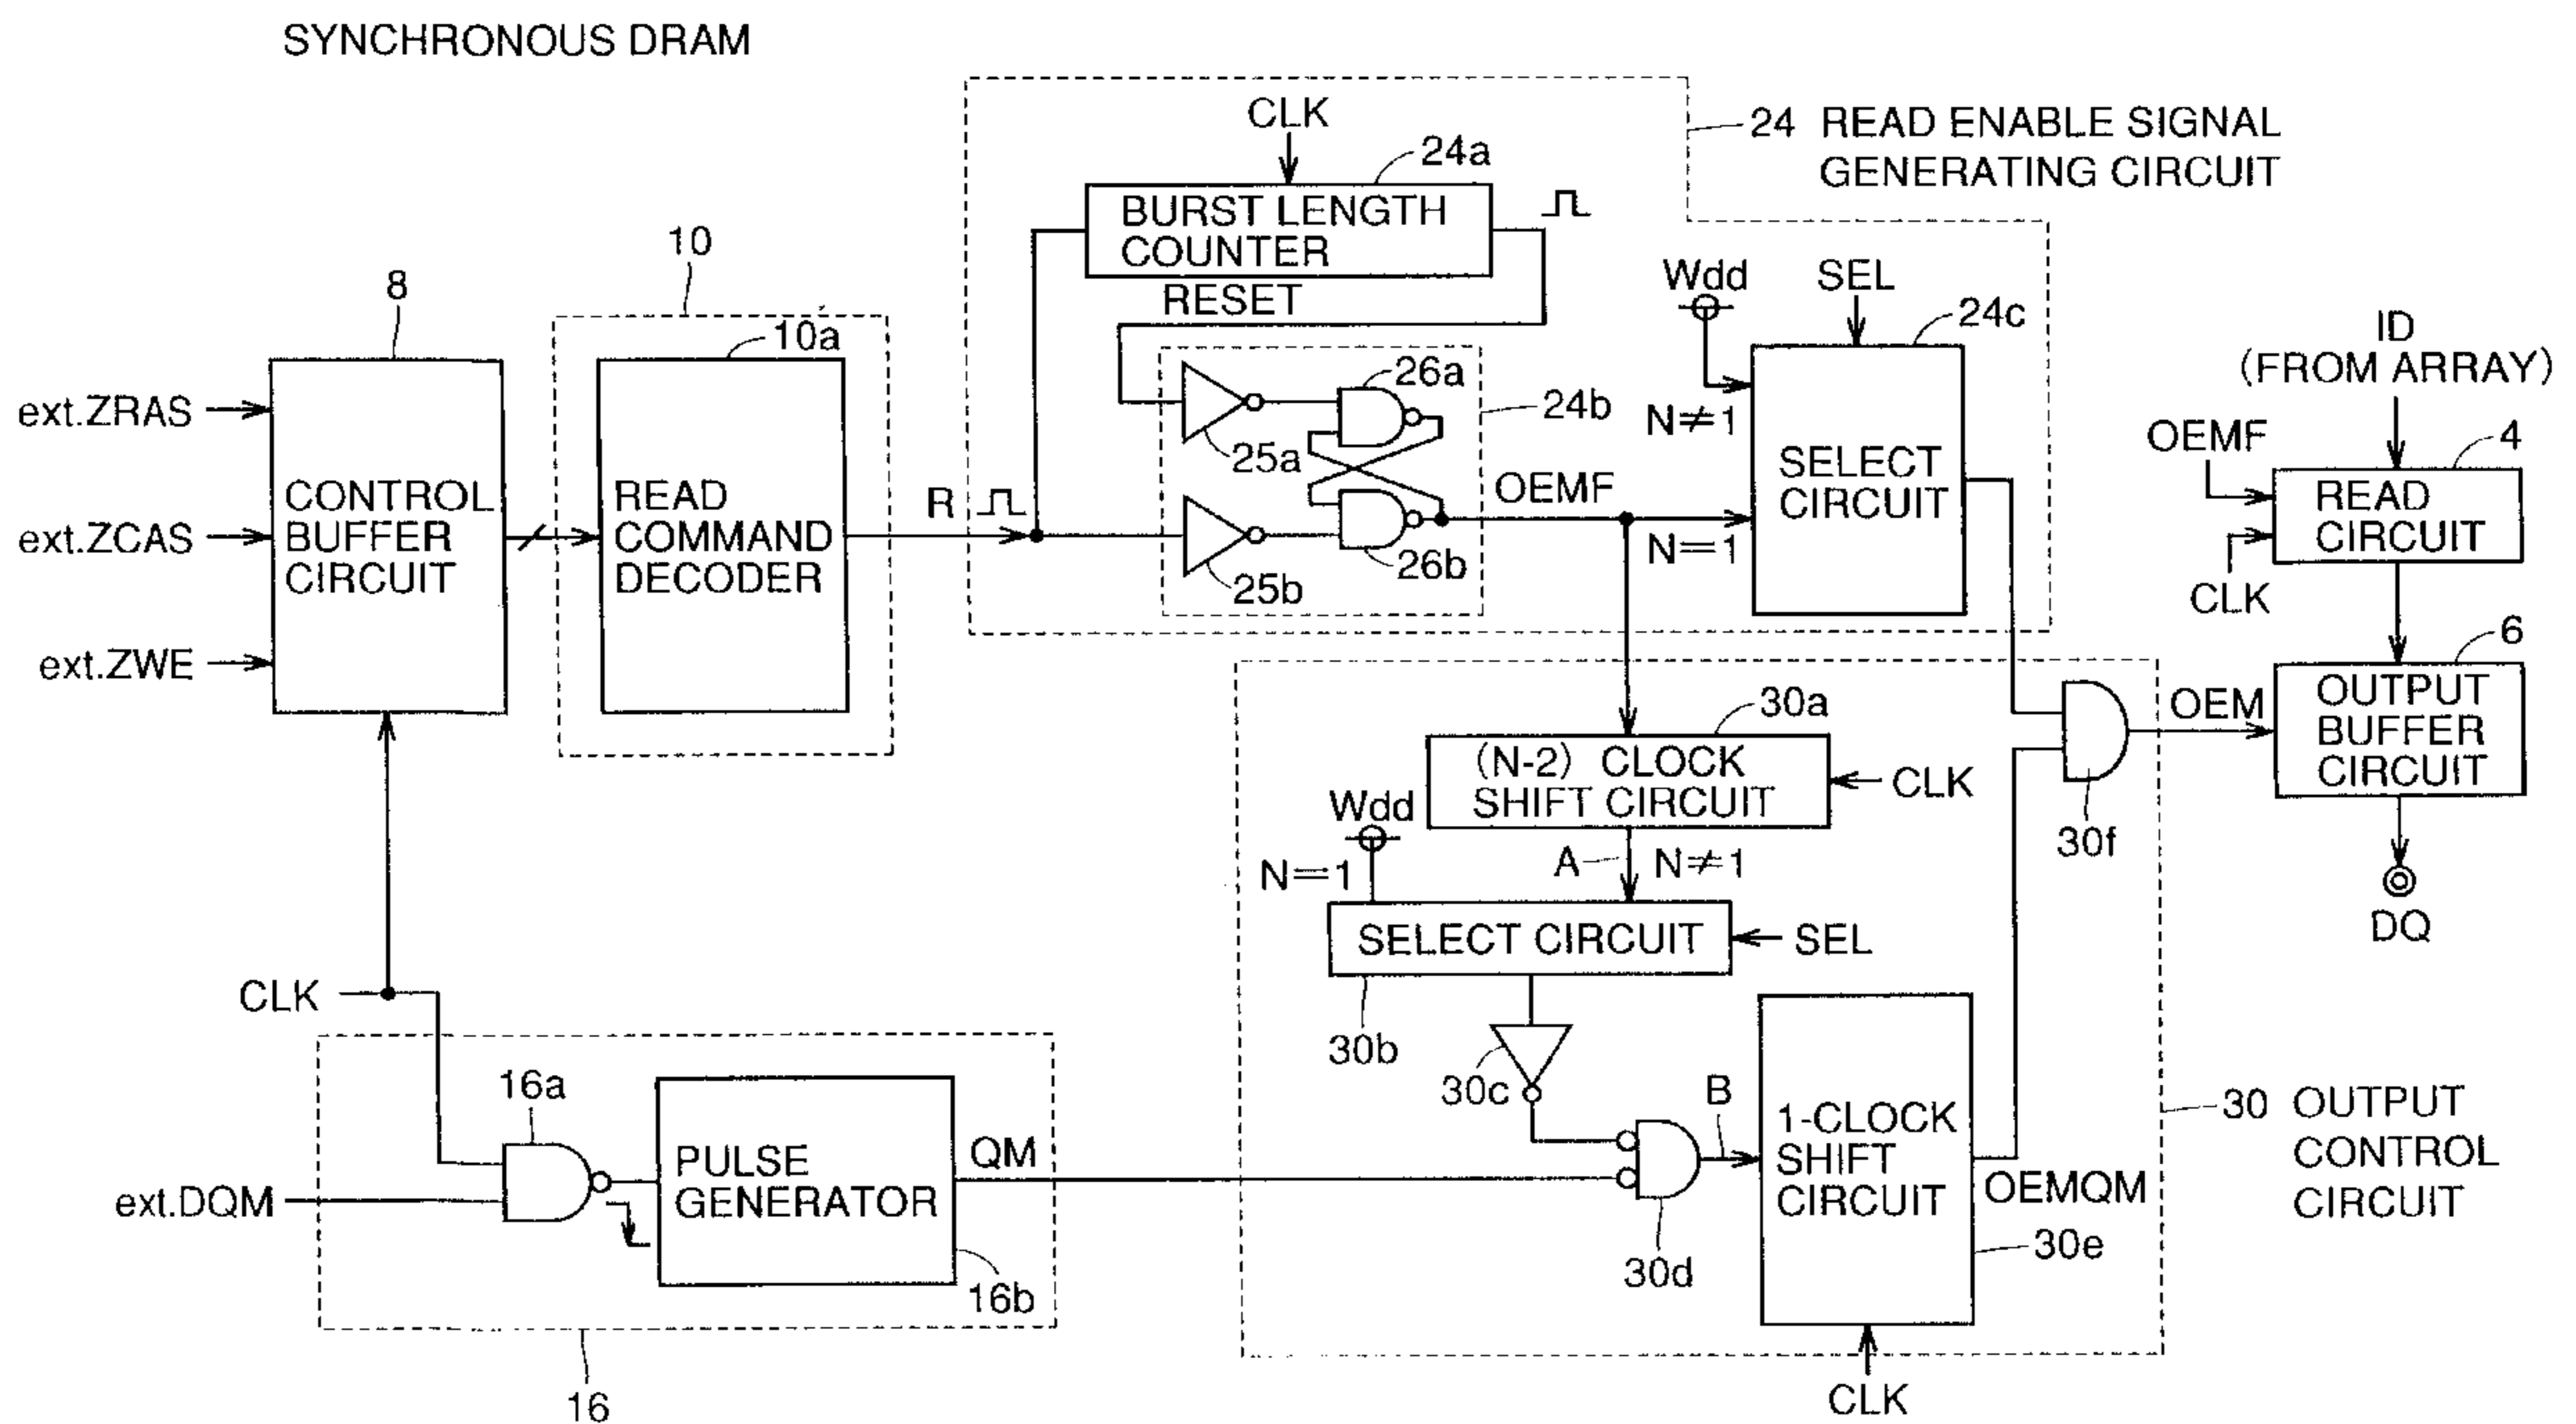 SYNCHRONOUS DRAM
CLK
24a
24 READ ENABLE SIGNAL
GENERATING CIRCUIT
BURST LENGTH
COUNTER
RESET
10
8
10a
Wdd
SEL
24c
N≠1
ID
(FROM ARRAY)
ext.ZRAS
ext.ZCAS
ext.ZWE
CONTROL
BUFFER
CIRCUIT
READ
COMMAND
DECODER
R
26a
24b
25a
OEMF
26b
25b
N=1
SELECT
CIRCUIT
OEMF
4
READ
CIRCUIT
CLK
6
OUTPUT
BUFFER
CIRCUIT
OEM
DQ
30a
(N-2) CLOCK
SHIFT CIRCUIT
CLK
30f
Wdd
N=1
A
N≠1
SELECT CIRCUIT
SEL
30b
30c
CLK
16a
ext.DQM
PULSE
GENERATOR
QM
16b
16
B
30d
1-CLOCK
SHIFT
CIRCUIT
OEMQM
30e
CLK
30 OUTPUT
CONTROL
CIRCUIT